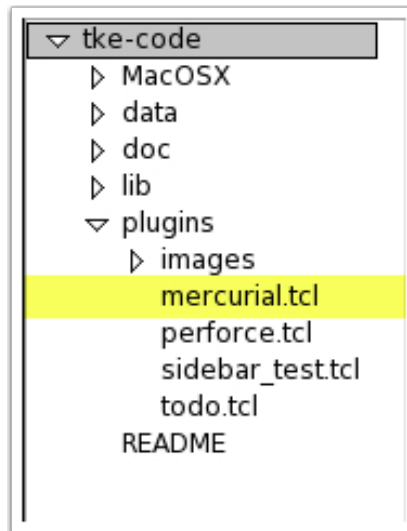 tke-code
MacOSX
data
doc
lib
plugins
images
mercurial.tcl
perforce.tcl
sidebar_test.tcl
todo.tcl
README